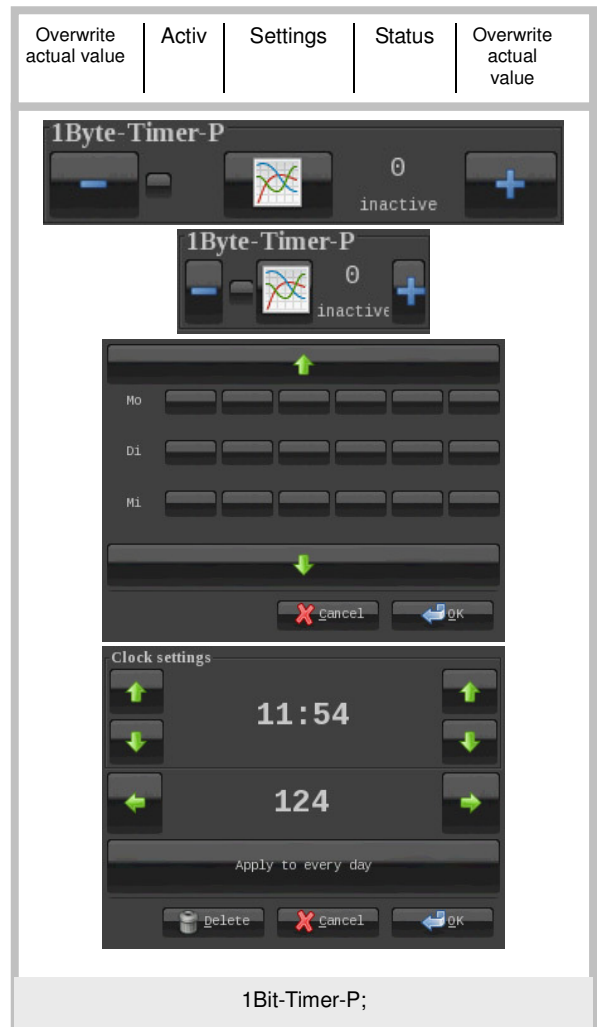 Overwrite actual value
Activ
Settings
Status
Overwrite actual value
1Byte-Timer-P
0
inactive
1Byte-Timer-P
0
inactive
Mo
Di
Mi
Cancel
OK
Clock settings
11:54
124
Apply to every day
Delete
Cancel
OK
1Bit-Timer-P;